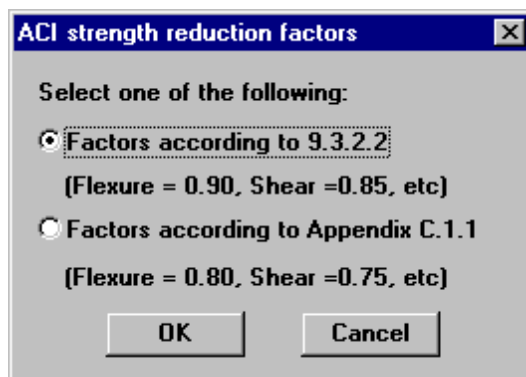 ACI strength reduction factors
Select one of the following:
Factors according to 9.3.2.2
(Flexure = 0.90, Shear =0.85, etc)
Factors according to Appendix C.1.1
(Flexure = 0.80, Shear =0.75, etc)
OK Cancel